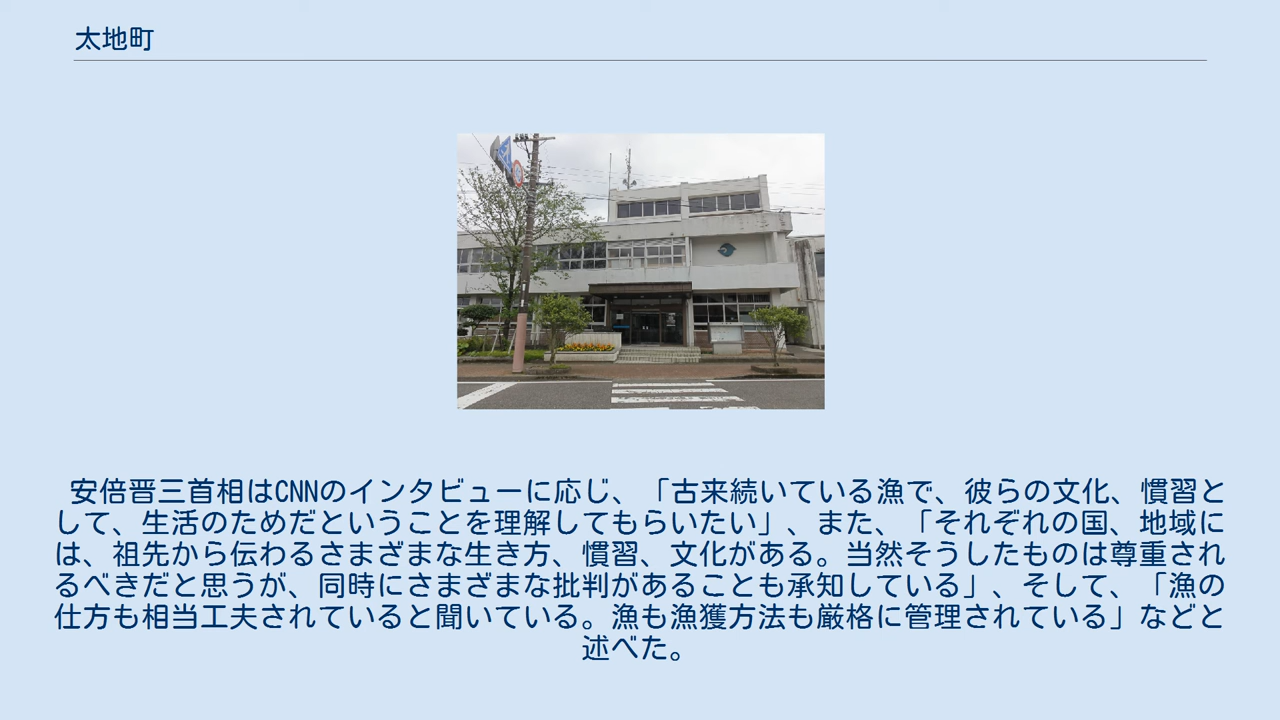 太地町
安倍晋三首相はCNNのインタビューに応じ、「古来続いている漁で、彼らの文化、慣習と
して、生活のためだということを理解してもらいたい」、また、「それぞれの国、地域に
は、祖先から伝わるさまざまな生き方、慣習、文化がある。当然そうしたものは尊重され
るべきだと思うが、同時にさまざまな批判があることも承知している」、そして、「漁の
仕方も相当工夫されていると聞いている。漁も漁獲方法も厳格に管理されている」などと
述べた。